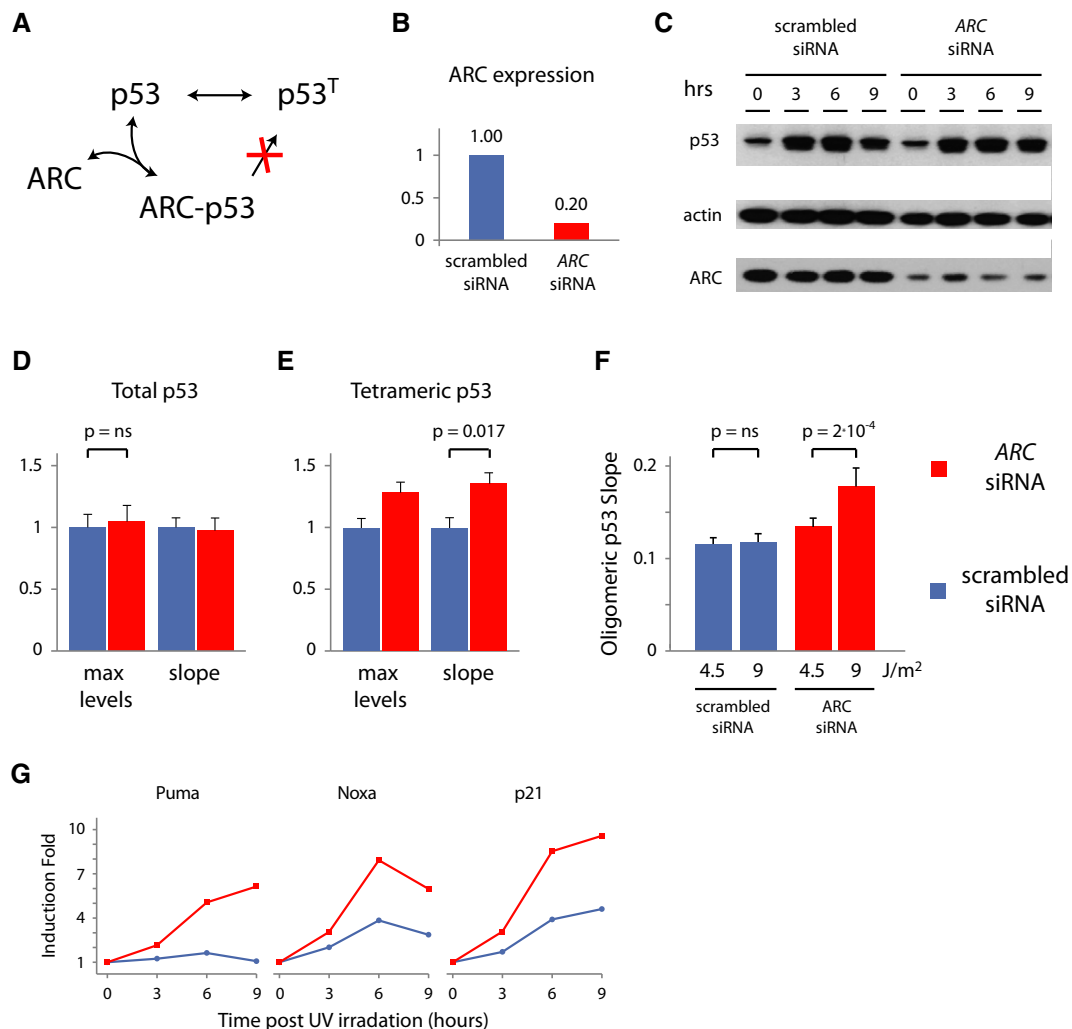 A
p53
p53T
ARC
ARC-p53
B
ARC expression
1.00
0.20
1
0.5
0
scrambled
siRNA
ARC
siRNA
C
scrambled
siRNA
ARC
siRNA
hrs
0 3 6 9 0 3 6 9
p53
actin
ARC
D
Total p53
p = ns
1.5
1
0.5
0
max
levels
slope
E
Tetrameric p53
p = 0.017
1.5
1
0.5
0
max
levels
slope
F
p = ns
p = 2·10-4
Oligomeric p53 Slope
0.2
0.1
0
4.5 9 4.5 9 J/m2
scrambled
siRNA
ARC
siRNA
ARC
siRNA
scrambled
siRNA
G
Puma
Noxa
p21
Inductioon Fold
10
7
4
1
0 3 6 9 0 3 6 9 0 3 6 9
Time post UV irradation (hours)